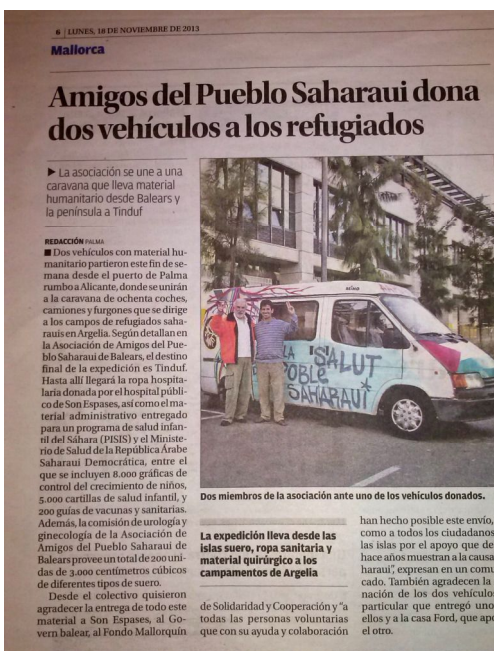 6 | LUNES, 18 DE NOVIEMBRE DE 2013
Mallorca
Amigos del Pueblo Saharaui dona
dos vehículos a los refugiados
► La asociación se une a una
caravana que lleva material
humanitario desde Balears y
la península a Tinduf
REDACCIÓN PALMA
■ Dos vehículos con material hu-
manitario partieron este fin de se-
mana desde el puerto de Palma
rumbo a Alicante, donde se unirán
a la caravana de ochenta coches,
camiones y furgones que se dirige
a los campos de refugiados saha-
rauis en Argelia. Según detallan en
la Asociación de Amigos del Pue-
blo Saharaui de Balears, el destino
final de la expedición es Tinduf.
Hasta allí llegará la ropa hospita-
laria donada por el hospital públi-
co de Son Espases, así como el ma-
terial administrativo entregado
para un programa de salud infan-
til del Sáhara (PISIS) y el Ministe-
rio de Salud de la República Árabe
Saharaui Democrática, entre el
que se incluyen 8.000 gráficas de
control del crecimiento de niños,
5.000 cartillas de salud infantil, y
200 guías de vacunas y sanitarias.
Además, la comisión de urología y
ginecología de la Asociación de
Amigos del Pueblo Saharaui de
Balears provee un total de 200 uni-
das de 3.000 centímetros cúbicos
de diferentes tipos de suero.
Desde el colectivo quisieron
agradecer la entrega de todo este
material a Son Espases, al Go-
vern balear, al Fondo Mallorquín
SALUT
POBLE
SAHARAUI
Dos miembros de la asociación ante uno de los vehículos donados.
La expedición lleva desde las
islas suero, ropa sanitaria y
material quirúrgico a los
campamentos de Argelia
de Solidaridad y Cooperación y "a
todas las personas voluntarias
que con su ayuda y colaboración
han hecho posible este envío,
como a todos los ciudadanos
las islas por el apoyo que de
hace años muestran a la causa
haraui", expresan en un comu
cado. También agradecen la
nación de los dos vehículo
particular que entregó uno
ellos y a la casa Ford, que apo
el otro.